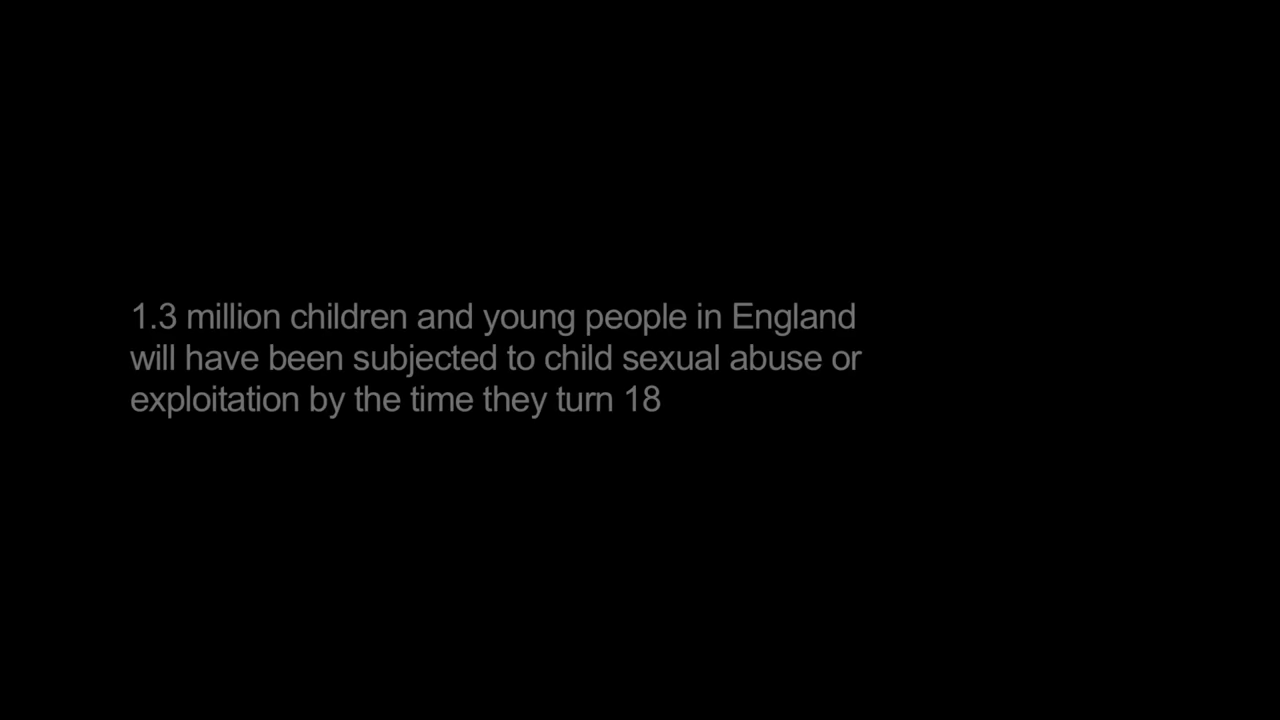 1.3 million children and young people in England
will have been subjected to child sexual abuse or
exploitation by the time they turn 18